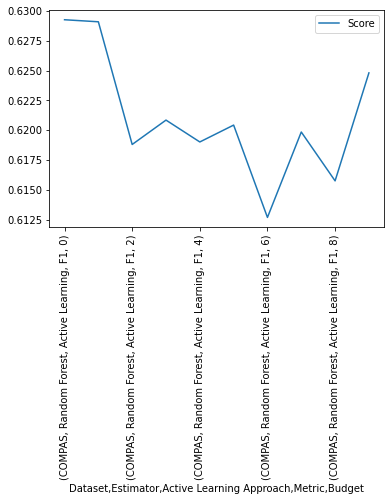 0.6300
0.6275
0.6250
0.6225
0.6200
0.6175
0.6150
0.6125
Score
(COMPAS, Random Forest, Active Learning, F1, 0)
(COMPAS, Random Forest, Active Learning, F1, 2)
(COMPAS, Random Forest, Active Learning, F1, 4)
(COMPAS, Random Forest, Active Learning, F1, 6)
(COMPAS, Random Forest, Active Learning, F1, 8)
Dataset,Estimator,Active Learning Approach,Metric,Budget